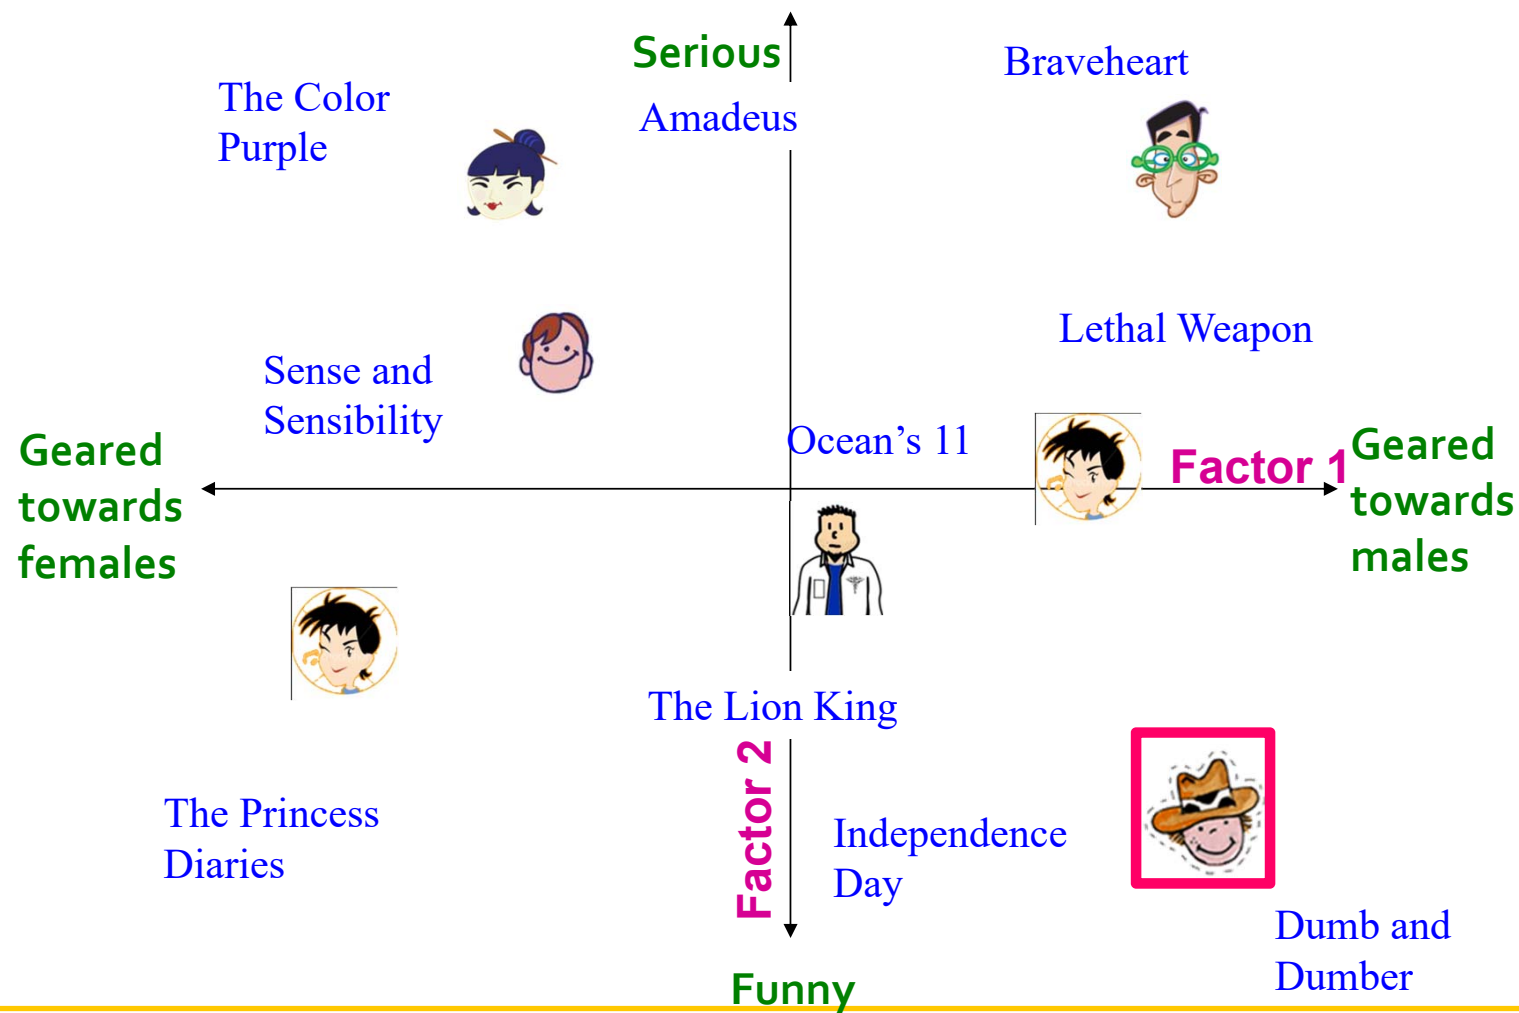 Serious
Braveheart
The Color
Purple
Amadeus
Lethal Weapon
Sense and
Sensibility
Geared
towards
females
Ocean’s 11
Factor 1
Geared
towards
males
The Lion King
Factor 2
The Princess
Diaries
Independence
Day
Dumb and
Dumber
Funny